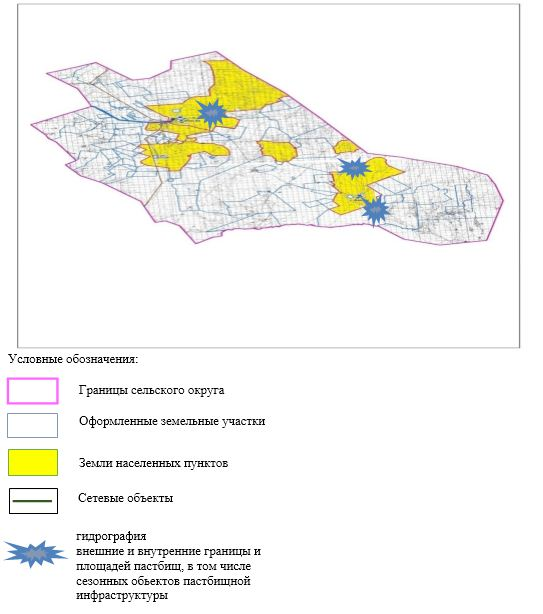 Условные обозначения:
Границы сельского округа
Оформленные земельные участки
Земли населенных пунктов
Сетевые объекты
гидрография
внешние и внутренние границы и
площадей пастбищ, в том числе
сезонных объектов пастбищной
инфраструктуры